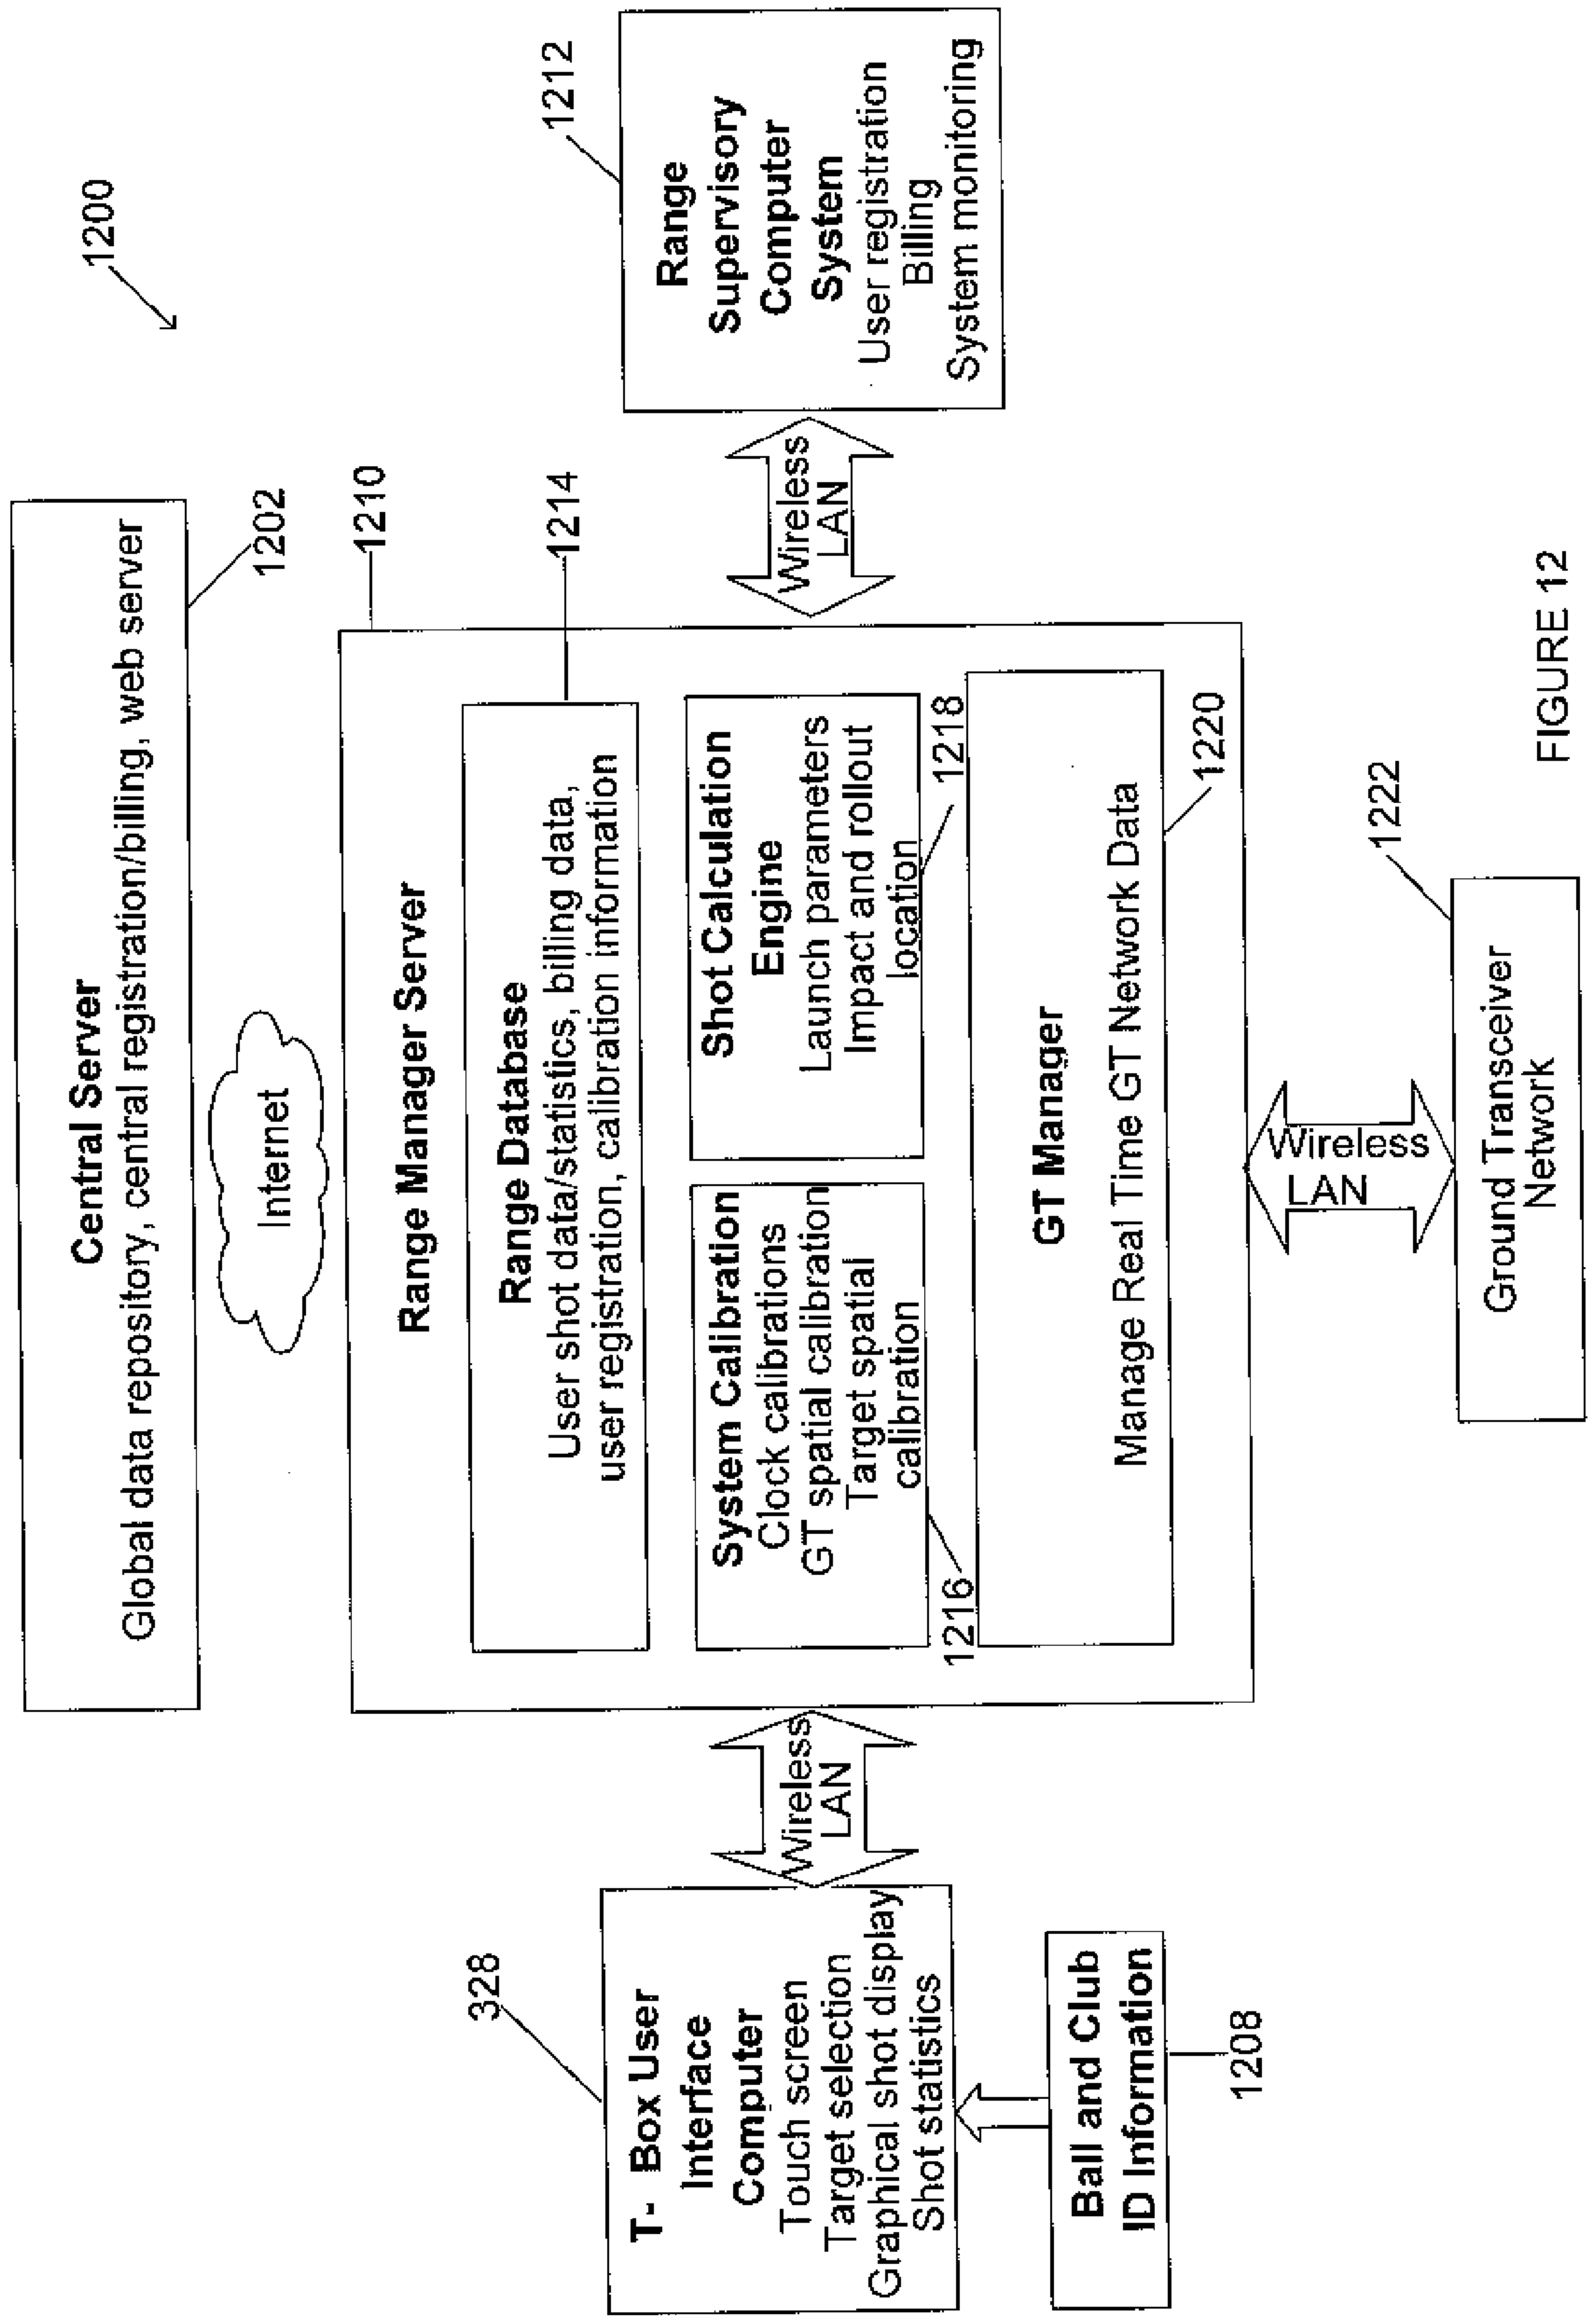 1200
Central Server
Global data repository, central registration/billing, web server
1202
Internet
1210
Range Manager Server
1214
Range Database
User shot data/statistics, billing data,
user registration, calibration information
System Calibration
Clock calibrations
GT spatial calibration
Target spatial
calibration
1216
Shot Calculation
Engine
Launch parameters
Impact and rollout
location
1218
GT Manager
Manage Real Time GT Network Data
1220
328
T- Box User
Interface
Computer
Touch screen
Target selection
Graphical shot display
Shot statistics
Wireless
LAN
Ball and Club
ID Information
1208
Wireless
LAN
1212
Range
Supervisory
Computer
System
User registration
Billing
System monitoring
Wireless
LAN
1222
Ground Transceiver
Network
FIGURE 12